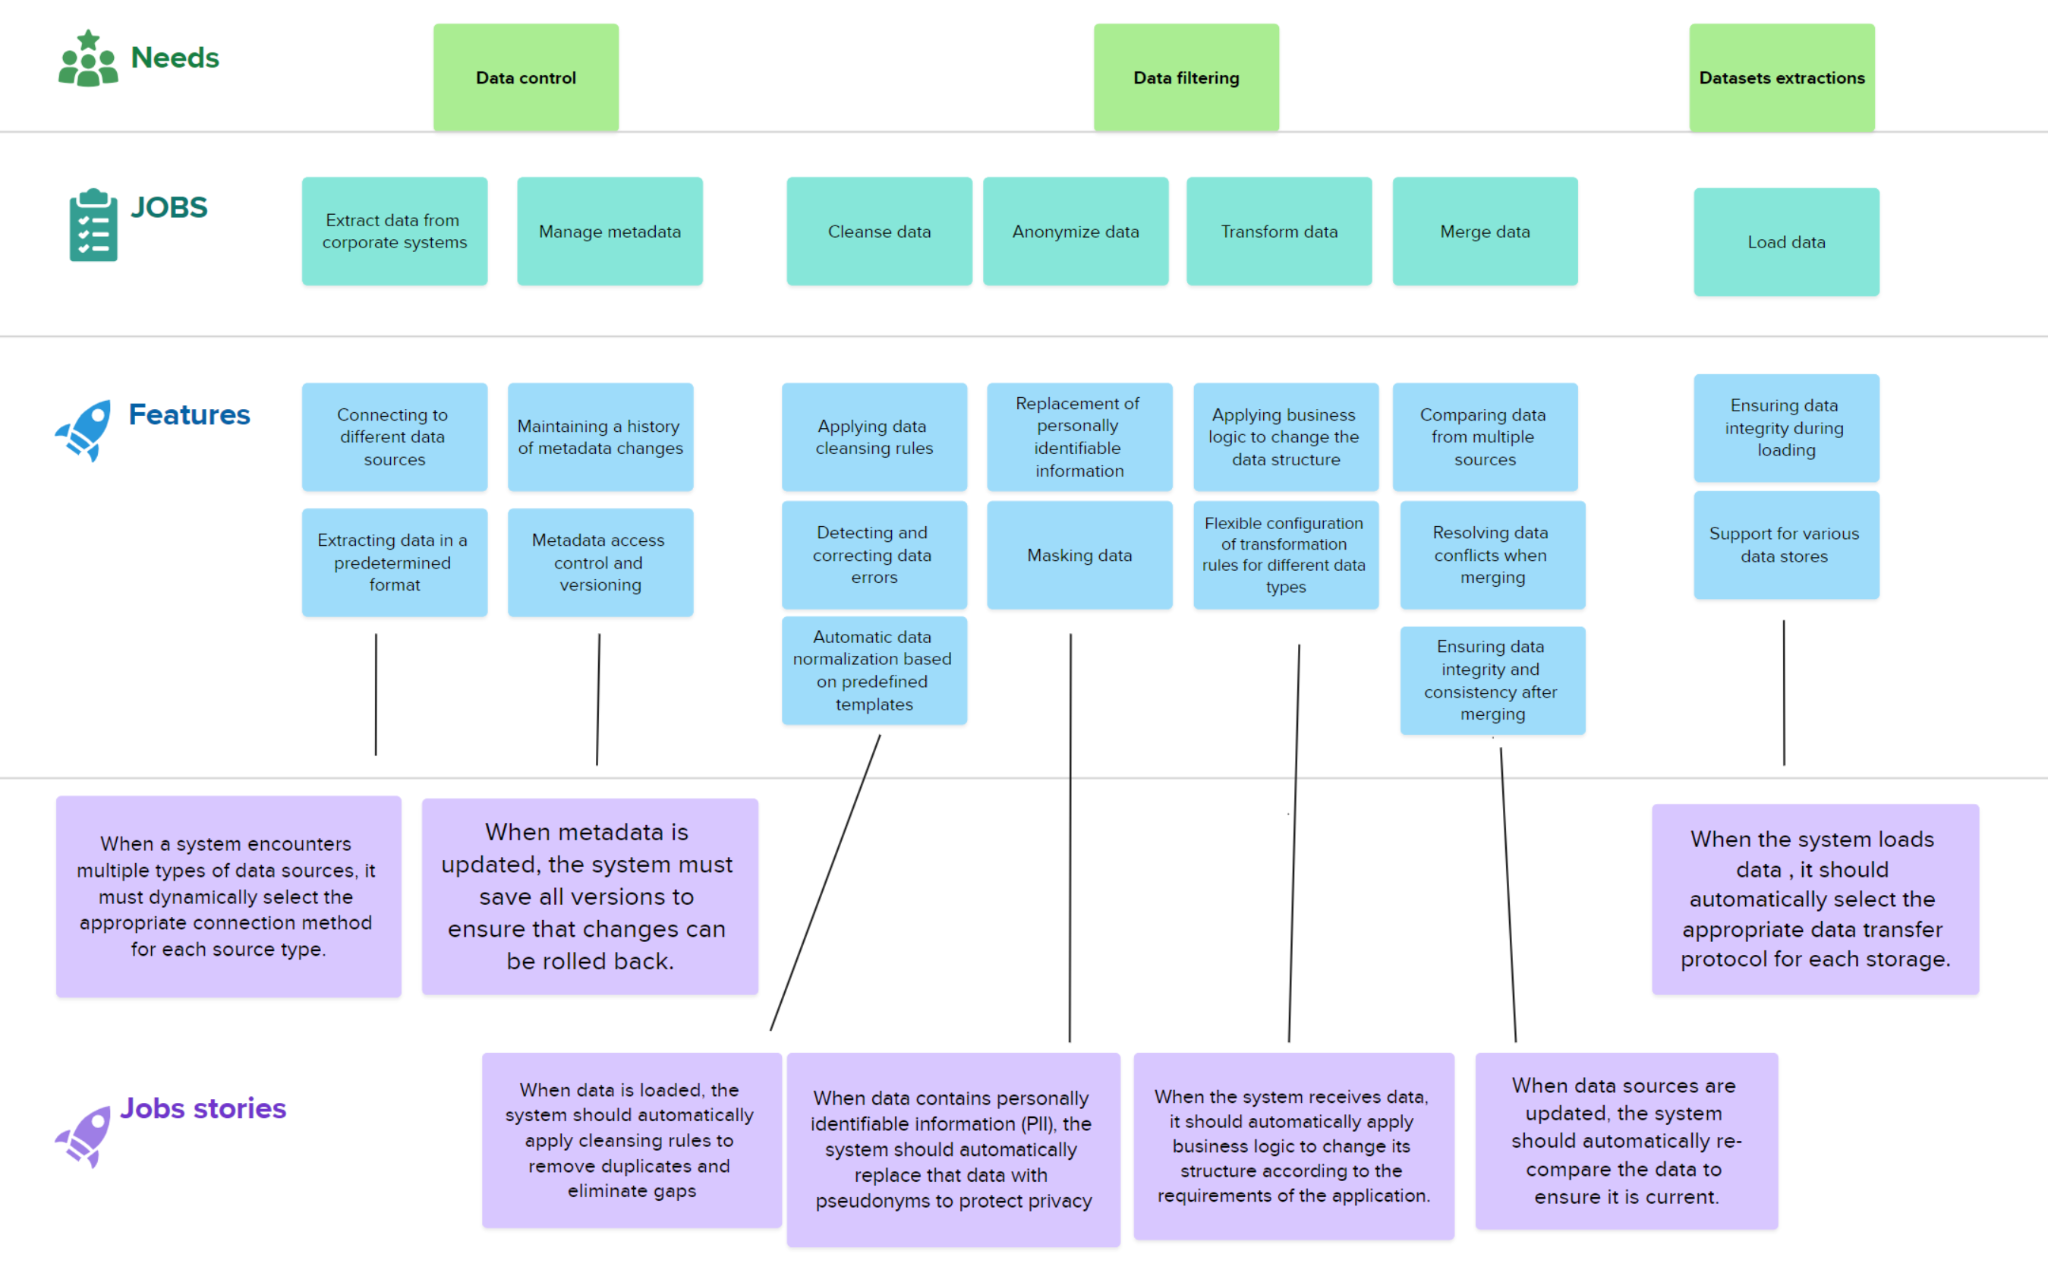 Needs
Data control
Data filtering
Datasets extractions
JOBS
Extract data from
corporate systems
Manage metadata
Cleanse data
Anonymize data
Transform data
Merge data
Load data
Features
Connecting to
different data
sources
Maintaining a history
of metadata changes
Applying data
cleansing rules
Replacement of
personally
identifiable
information
Applying business
logic to change the
data structure
Comparing data
from multiple
sources
Ensuring data
integrity during
loading
Extracting data in a
predetermined
format
Metadata access
control and
versioning
Detecting and
correcting data
errors
Masking data
Flexible configuration
of transformation
rules for different data
types
Resolving data
conflicts when
merging
Support for various
data stores
Automatic data
normalization based
on predefined
templates
Ensuring data
integrity and
consistency after
merging
When a system encounters
multiple types of data sources, it
must dynamically select the
appropriate connection method
for each source type.
When metadata is
updated, the system must
save all versions to
ensure that changes can
be rolled back.
When the system loads
data , it should
automatically select the
appropriate data transfer
protocol for each storage.
Jobs stories
When data is loaded, the
system should automatically
apply cleansing rules to
remove duplicates and
eliminate gaps
When data contains personally
identifiable information (PII), the
system should automatically
replace that data with
pseudonyms to protect privacy
When the system receives data,
it should automatically apply
business logic to change its
structure according to the
requirements of the application.
When data sources are
updated, the system
should automatically re-
compare the data to
ensure it is current.